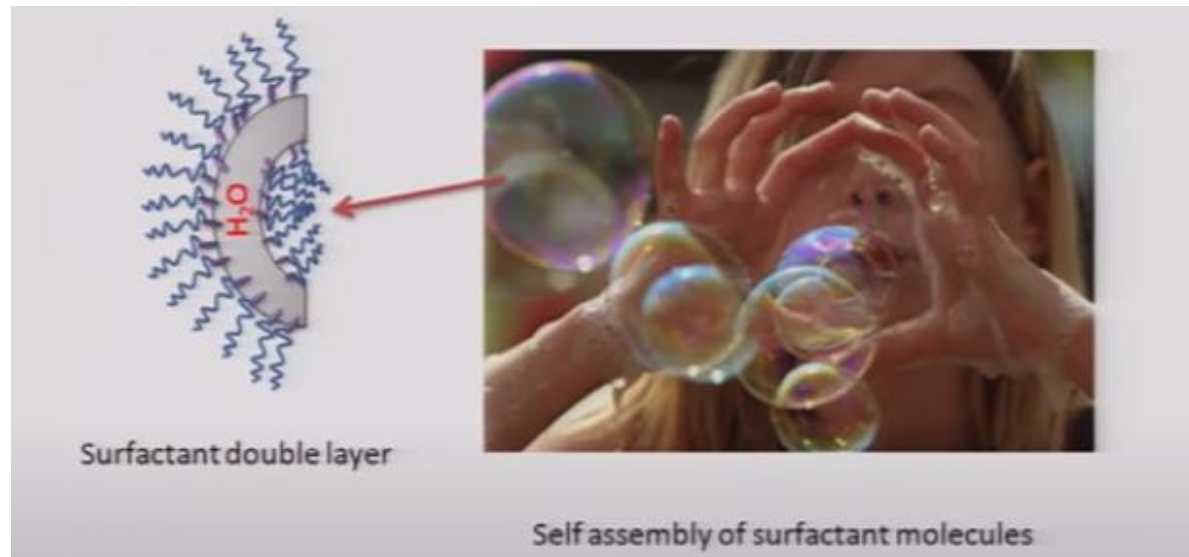 H₂O
Surfactant double layer
Self assembly of surfactant molecules